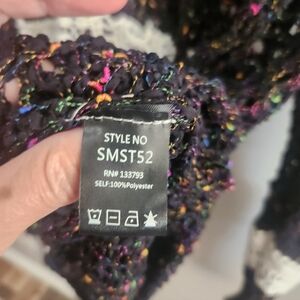 STYLE NO
SMST52
RN# 133793
SELF:100%Polyester